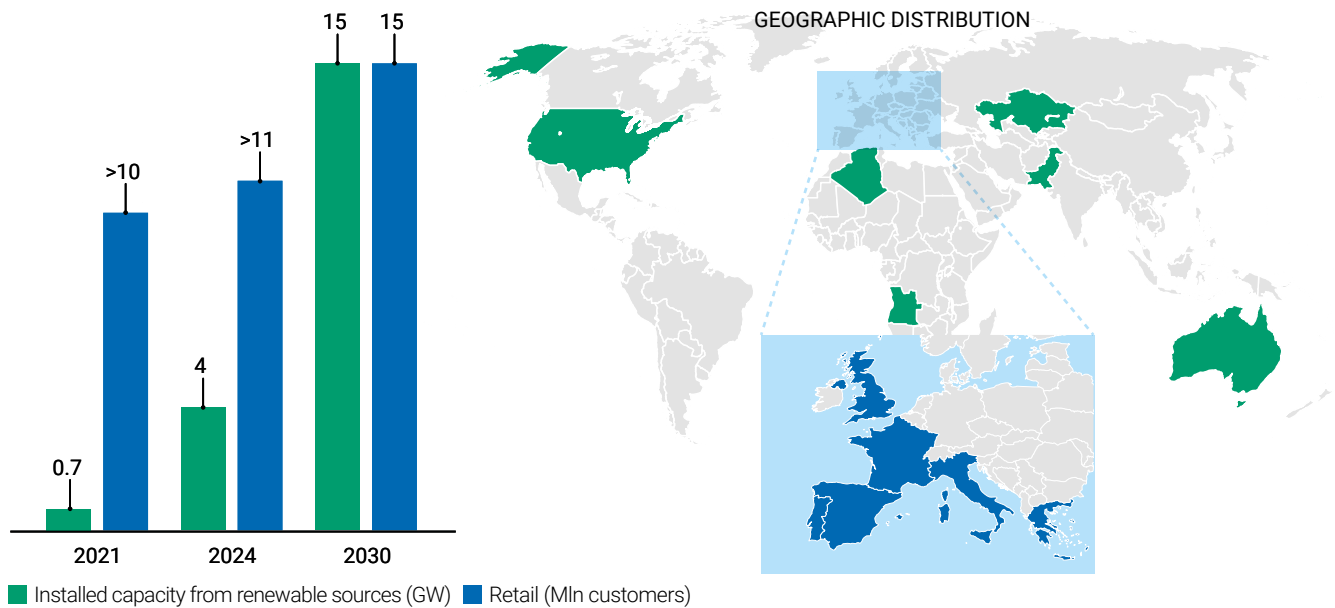 GEOGRAPHIC DISTRIBUTION
15 15
>10
>11
4
0.7
2021 2024 2030
Installed capacity from renewable sources (GW) Retail (Mln customers)